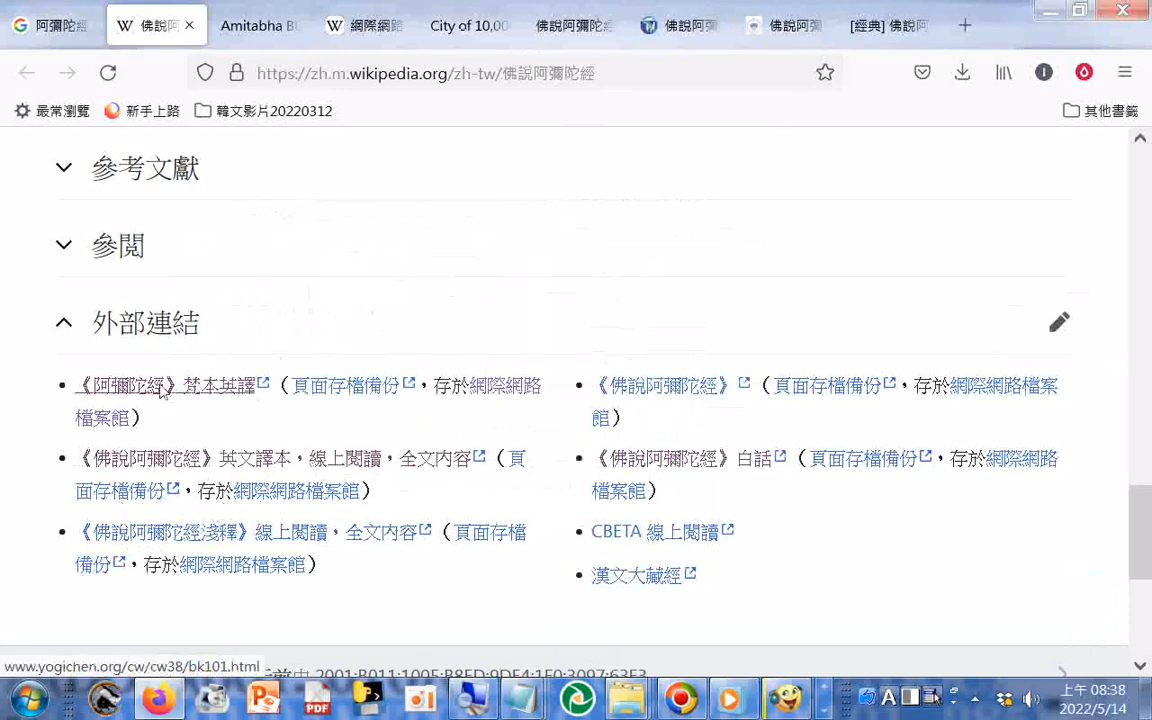 阿彌陀經
佛說阿
Amitabha Bu
網際網路
City of 10,00
佛說阿彌陀經
佛說阿彌
佛說阿彌
[經典] 佛說阿
https://zh.m.wikipedia.org/zh-tw/佛說阿彌陀經
最常瀏覽 新手上路 韓文影片20220312 其他書籤
參考文獻
參閱
外部連結
《阿彌陀經》梵本英譯（頁面存檔備份，存於網際網路
檔案館）
《佛說阿彌陀經》英文譯本，線上閱讀，全文內容（頁
面存檔備份，存於網際網路檔案館）
《佛說阿彌陀經淺釋》線上閱讀，全文內容（頁面存檔
備份，存於網際網路檔案館）
《佛說阿彌陀經》（頁面存檔備份，存於網際網路檔案
館）
《佛說阿彌陀經》白話（頁面存檔備份，存於網際網路
檔案館）
CBETA 線上閱讀
漢文大藏經
www.yogichen.org/cw/cw38/bk101.html
上午 08:38
2022/5/14